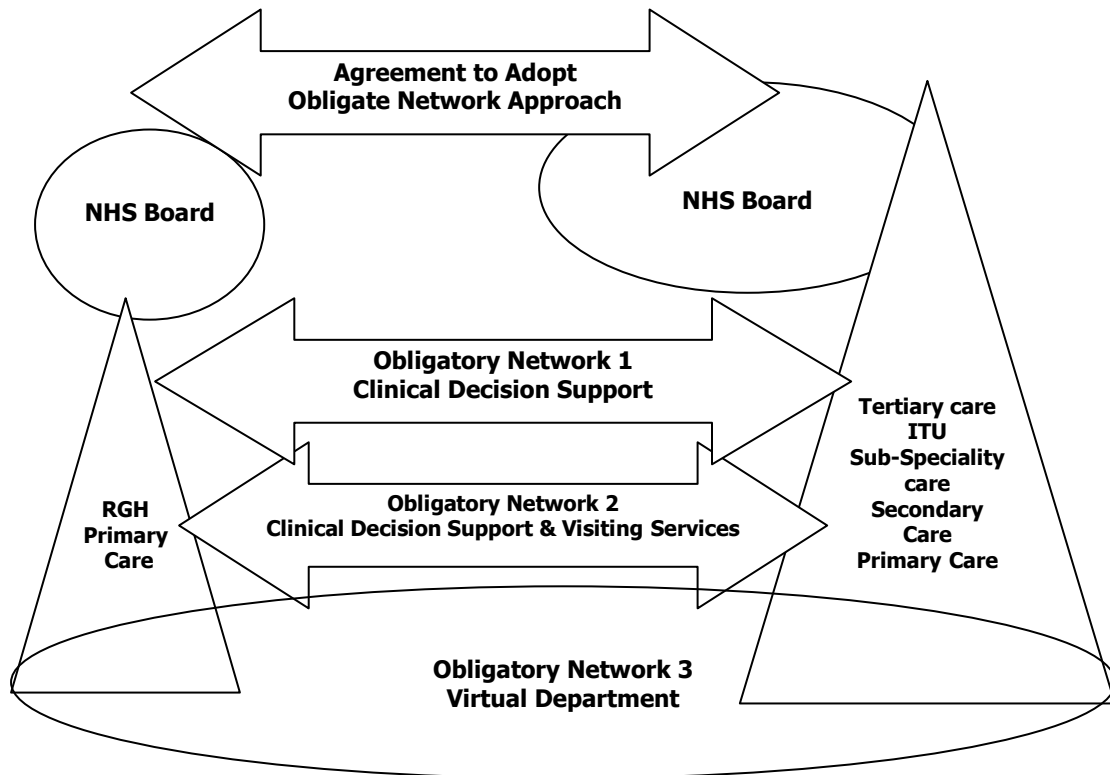 Agreement to Adopt
Obligate Network Approach
NHS Board
NHS Board
Obligatory Network 1
Clinical Decision Support
Tertiary care
ITU
Sub-Speciality
care
Secondary
Care
Primary Care
RGH
Primary
Care
Obligatory Network 2
Clinical Decision Support & Visiting Services
Obligatory Network 3
Virtual Department